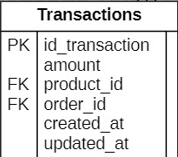 Transactions
PK id_transaction
amount
FK product_id
FK order_id
created_at
updated_at